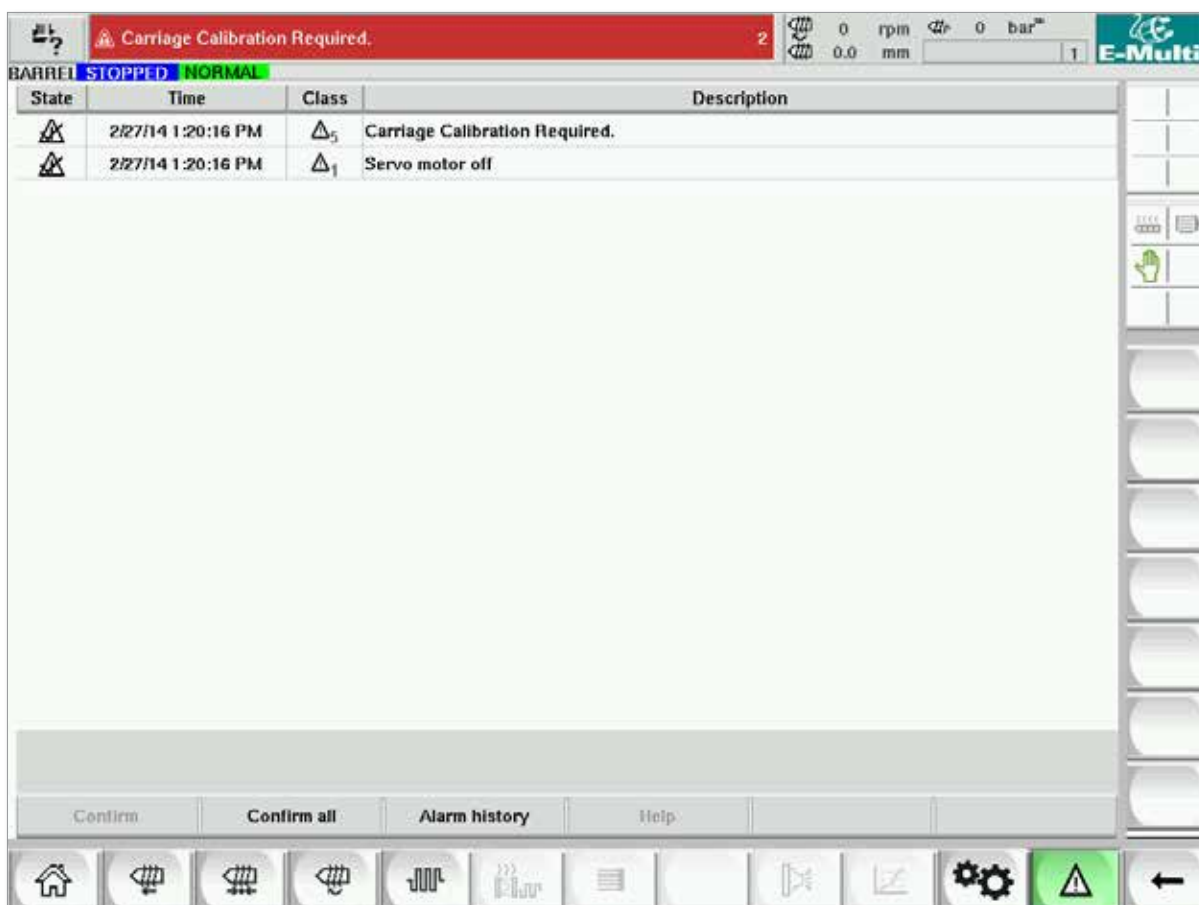 Carriage Calibration Required. 2
0 rpm 0 bar
0.0 mm 1
E-Multi
BARREL STOPPED NORMAL
State Time Class Description
2/27/14 1:20:16 PM 5 Carriage Calibration Required.
2/27/14 1:20:16 PM 1 Servo motor off
Confirm Confirm all Alarm history Help